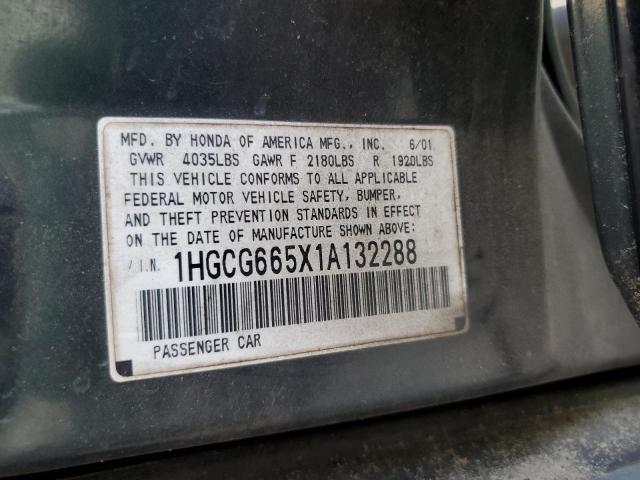 MFD. BY HONDA OF AMERICA MFG., INC. 6/01
GVWR 4035LBS GAWR F 2180LBS R 1920LBS
THIS VEHICLE CONFORMS TO ALL APPLICABLE
FEDERAL MOTOR VEHICLE SAFETY, BUMPER,
AND THEFT PREVENTION STANDARDS IN EFFECT
ON THE DATE OF MANUFACTURE SHOWN ABOVE:
V.I.N. 1HGCG665X1A132288
PASSENGER CAR